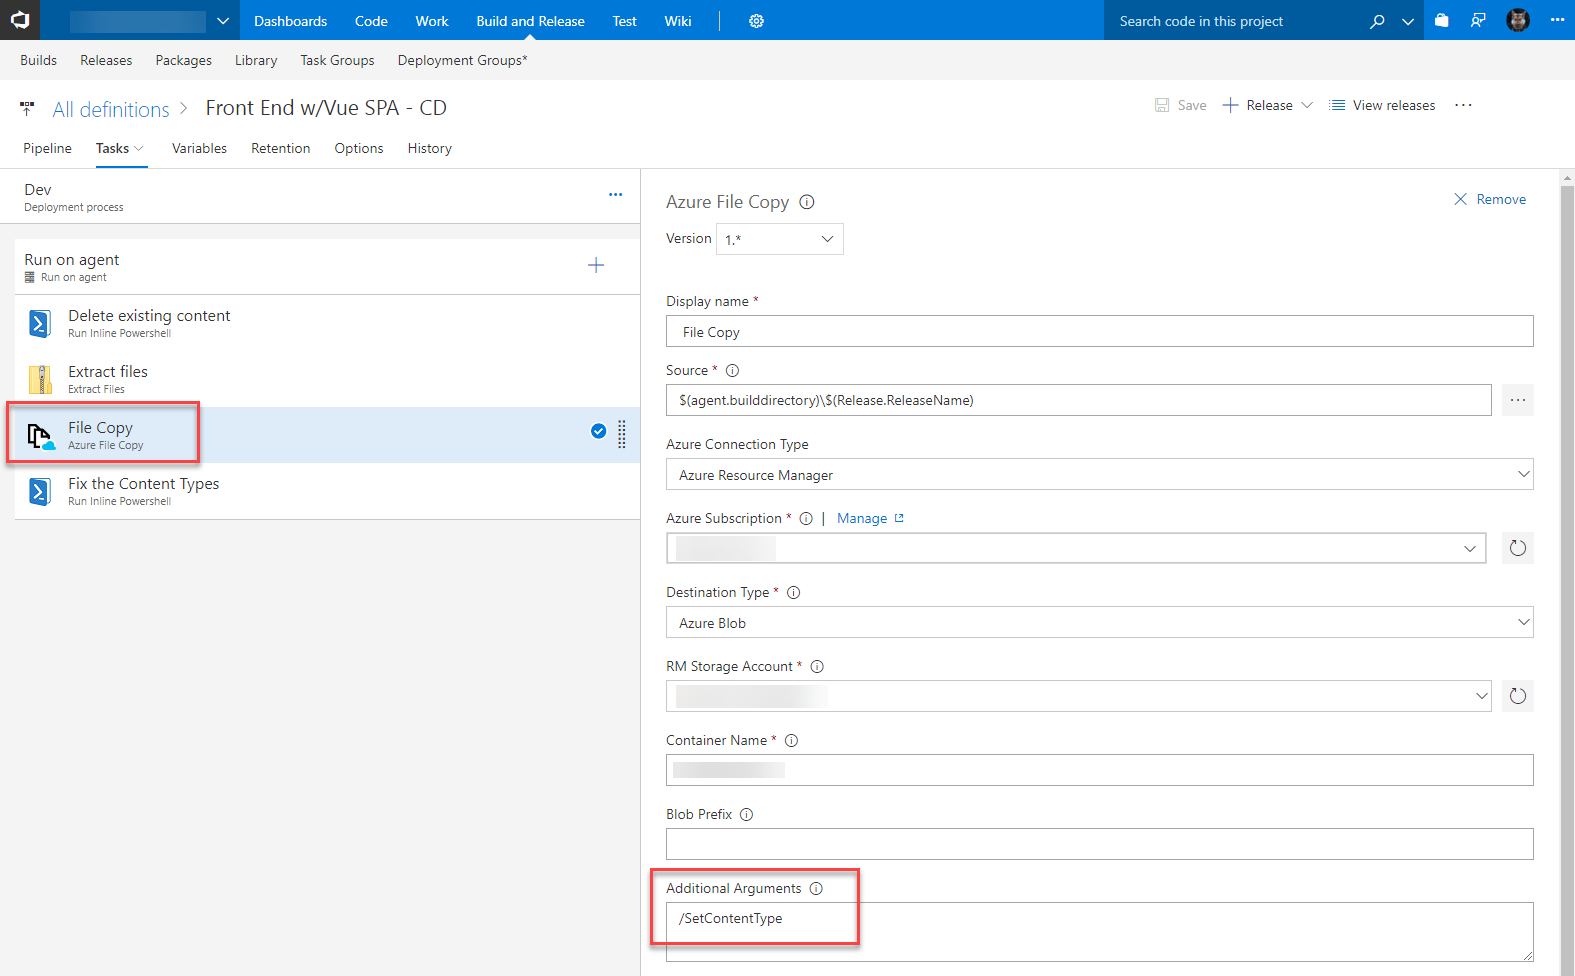 Dashboards Code Work Build and Release Test Wiki Search code in this project
Builds Releases Packages Library Task Groups Deployment Groups*
All definitions > Front End w/Vue SPA - CD
Save Release View releases ...
Pipeline Tasks Variables Retention Options History
Dev
Deployment process
Run on agent
Run on agent
Delete existing content
Run Inline Powershell
Extract files
Extract Files
File Copy
Azure File Copy
Fix the Content Types
Run Inline Powershell
Azure File Copy
Remove
Version 1.*
Display name *
File Copy
Source *
$(agent.builddirectory)\$(Release.ReleaseName)
Azure Connection Type
Azure Resource Manager
Azure Subscription * | Manage
Destination Type *
Azure Blob
RM Storage Account *
Container Name *
Blob Prefix
Additional Arguments
/SetContentType